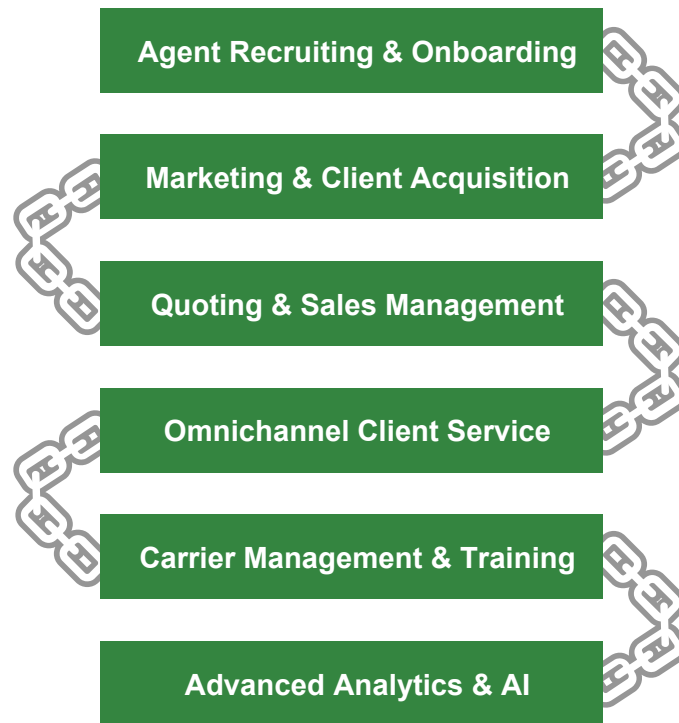 Agent Recruiting & Onboarding
Marketing & Client Acquisition
Quoting & Sales Management
Omnichannel Client Service
Carrier Management & Training
Advanced Analytics & AI